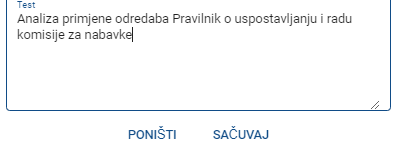 Test
Analiza primjene odredaba Pravilnik o uspostavljanju i radu
komisije za nabavke
PONIŠTI SAČUVAJ